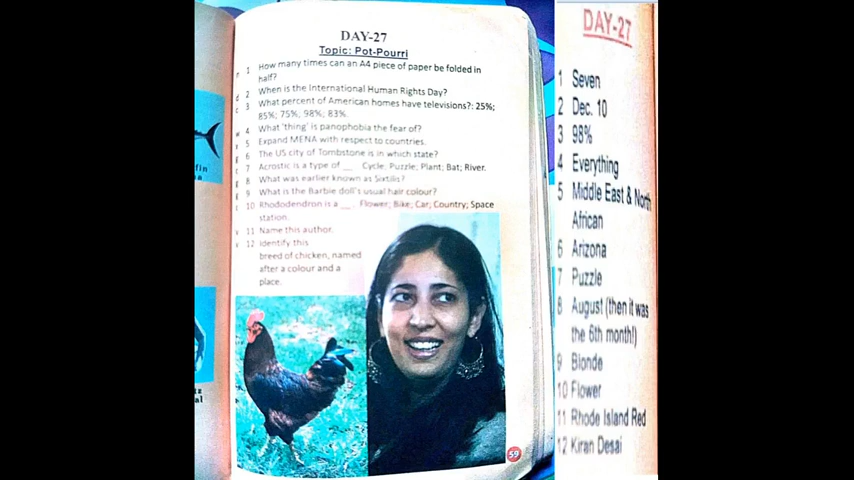 DAY-27
Topic: Pot-Pourri
1 How many times can an A4 piece of paper be folded in
half?
2 When is the International Human Rights Day?
3 What percent of American homes have televisions?: 25%;
85%; 75%; 98%; 83%.
4 What 'thing' is panophobia the fear of?
5 Expand MENA with respect to countries.
6 The US city of Tombstone is in which state?
7 Acrostic is a type of __ Cycle; Puzzle; Plant; Bat; River.
8 What was earlier known as Sixtilis?
9 What is the Barbie doll's usual hair colour?
10 Rhododendron is a __. Flower; Bike; Car; Country; Space
station.
11 Name this author.
12 Identify this
breed of chicken, named
after a colour and a
place.
59
DAY-27
1 Seven
2 Dec. 10
3 98%
4 Everything
5 Middle East & North
African
6 Arizona
7 Puzzle
8 August (then it was
the 6th month!)
9 Blonde
10 Flower
11 Rhode Island Red
12 Kiran Desai